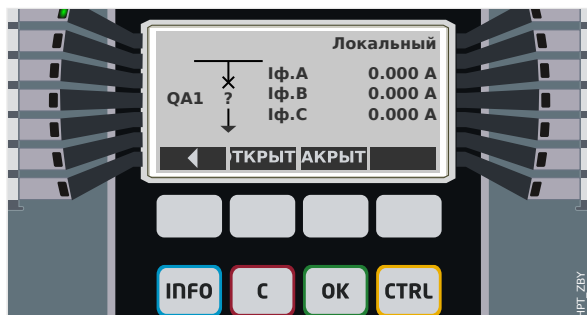 Локальный
Iф.A 0.000 A
QA1 ? Iф.B 0.000 A
Iф.C 0.000 A
ТКРЫТ АКРЫТ
INFO C OK CTRL
HPT_ZBY